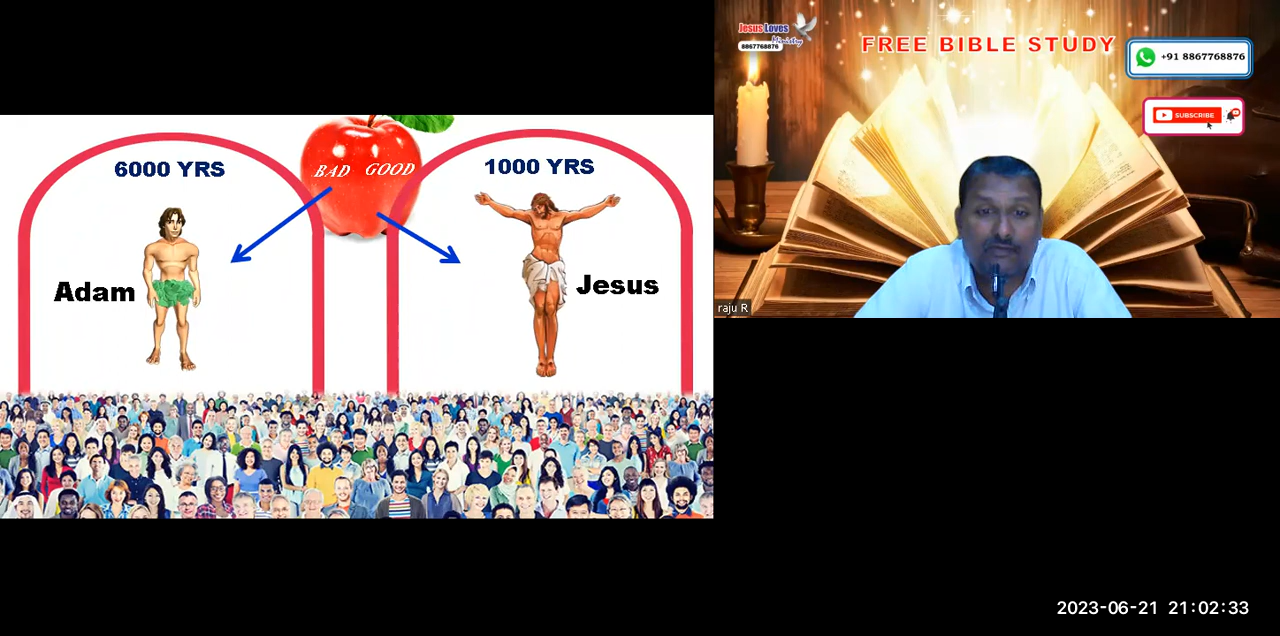 6000 YRS
BAD GOOD
1000 YRS
Adam
Jesus
Jesus Loves
Ministry
8867768876
FREE BIBLE STUDY
+91 8867768876
SUBSCRIBE
raju R
2023-06-21 21:02:33